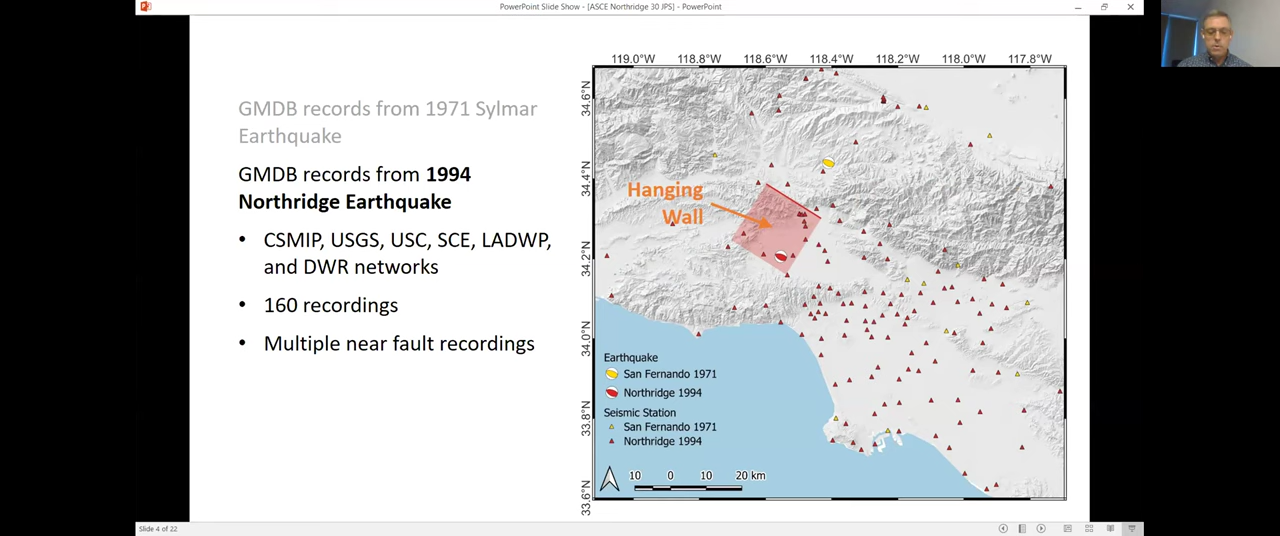 PowerPoint Slide Show - [ASCE Northridge 30 JPS] - PowerPoint
GMDB records from 1971 Sylmar
Earthquake
GMDB records from 1994
Northridge Earthquake
• CSMIP, USGS, USC, SCE, LADWP,
and DWR networks
• 160 recordings
• Multiple near fault recordings
119.0°W 118.8°W 118.6°W 118.4°W 118.2°W 118.0°W 117.8°W
34.6°N
34.4°N
34.2°N
34.0°N
33.8°N
33.6°N
Hanging
Wall
Earthquake
San Fernando 1971
Northridge 1994
Seismic Station
San Fernando 1971
Northridge 1994
10 0 10 20 km
Slide 4 of 22